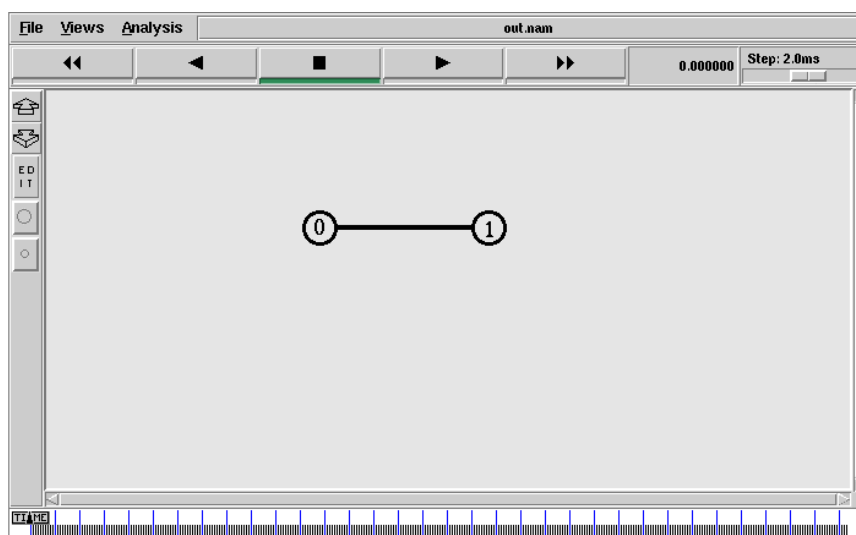 File Views Analysis out.nam
0.000000 Step: 2.0ms
ED
IT
0 1
TIME